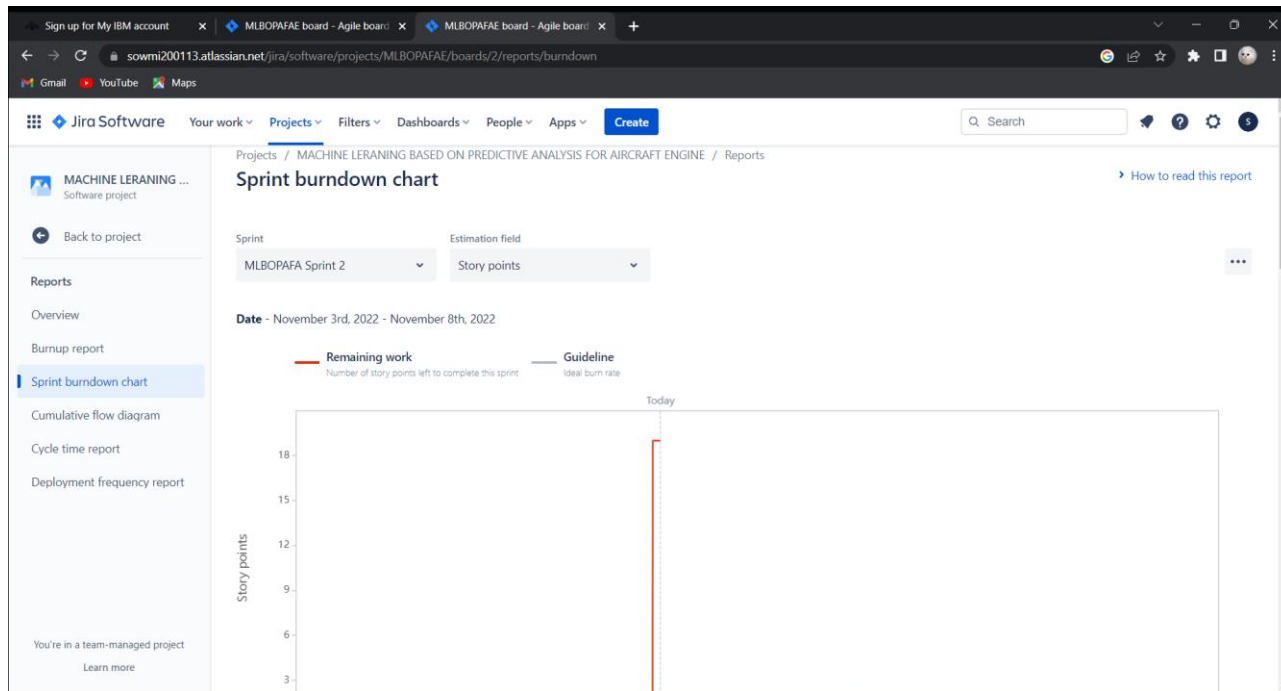 Sign up for My IBM account
MLBOPAFAE board - Agile board
MLBOPAFAE board - Agile board
sowmi200113.atlassian.net/jira/software/projects/MLBOPAFAE/boards/2/reports/burndown
Gmail YouTube Maps
Jira Software Your work Projects Filters Dashboards People Apps Create Search S
Projects / MACHINE LERANING BASED ON PREDICTIVE ANALYSIS FOR AIRCRAFT ENGINE / Reports
MACHINE LERANING ...
Software project
Sprint burndown chart
How to read this report
Back to project
Reports
Overview
Burnup report
Sprint burndown chart
Cumulative flow diagram
Cycle time report
Deployment frequency report
You're in a team-managed project
Learn more
Sprint Estimation field
MLBOPAFA Sprint 2 Story points
Date - November 3rd, 2022 - November 8th, 2022
Remaining work
Number of story points left to complete this sprint
Guideline
Ideal burn rate
Today
Story points
18
15
12
9
6
3